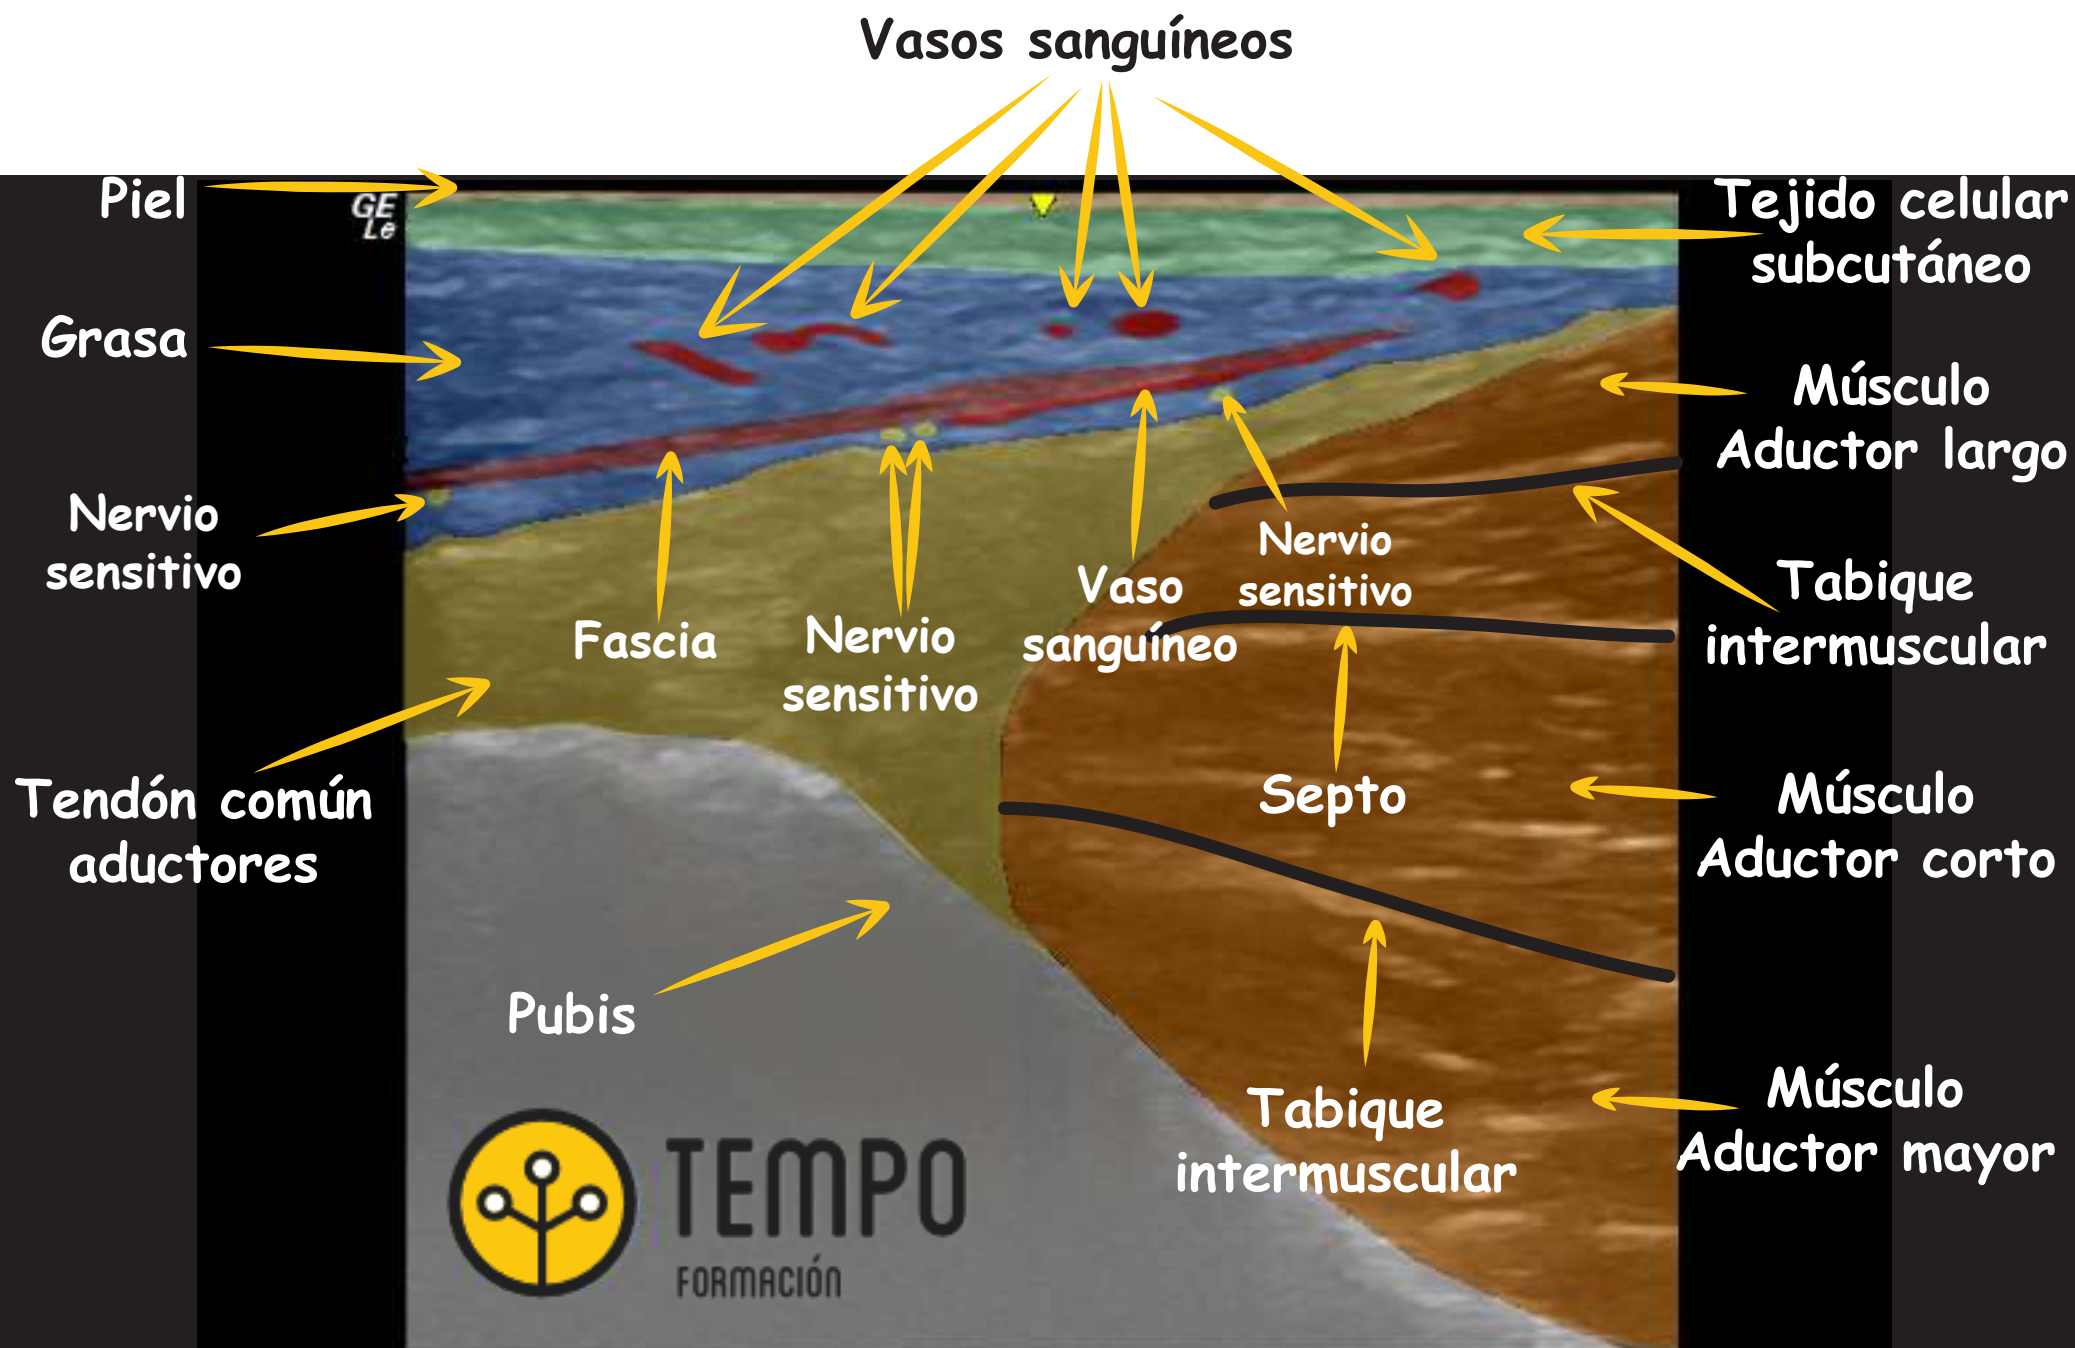 Vasos sanguíneos
Piel
GE
Le
Tejido celular
subcutáneo
Grasa
Músculo
Aductor largo
Nervio
sensitivo
Nervio
sensitivo
Vaso
sanguíneo
Tabique
intermuscular
Fascia
Nervio
sensitivo
Tendón común
aductores
Septo
Músculo
Aductor corto
Pubis
Tabique
intermuscular
Músculo
Aductor mayor
TEMPO
FORMACIÓN